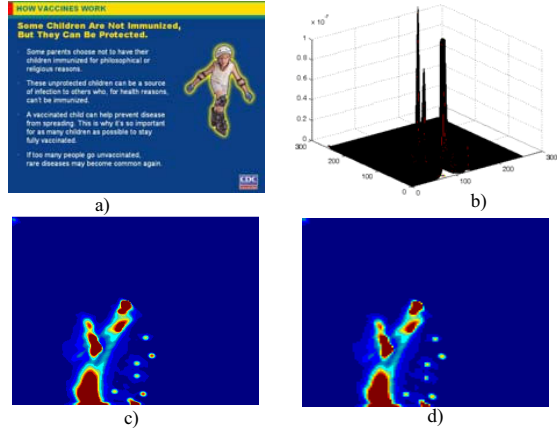 HOW VACCINES WORK
Some Children Are Not Immunized,
But They Can Be Protected.
Some parents choose not to have their
children immunized for philosophical or
religious reasons.
These unprotected children can be a source
of infection to others who, for health reasons,
can't be immunized.
A vaccinated child can help prevent disease
from spreading. This is why it's so important
for as many children as possible to stay
fully vaccinated.
If too many people go unvaccinated,
rare diseases may become common again.
CDC
a)
x 10⁻⁷
1
0.8
0.6
0.4
0.2
0
300
200
100
0
0
100
200
300
b)
c)
d)